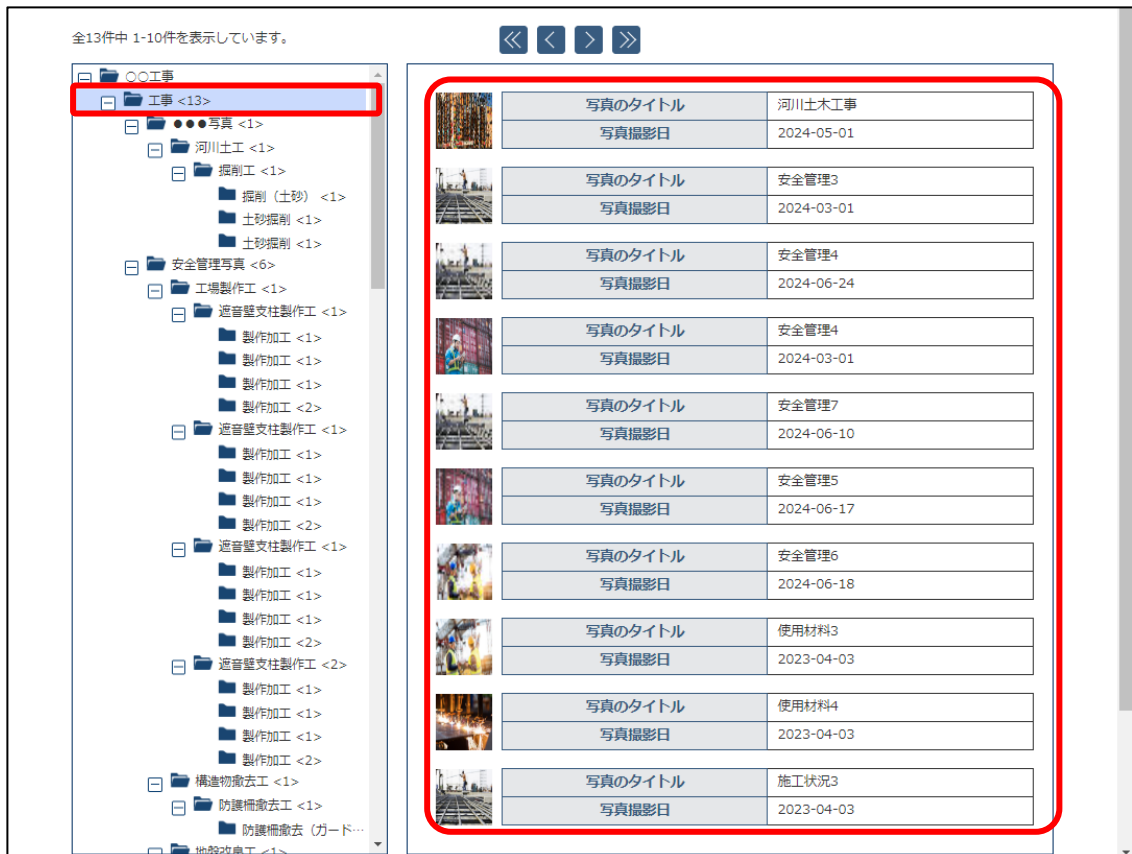 全13件中 1-10件を表示しています。
○○工事
工事 <13>
●●●写真 <1>
河川土工 <1>
掘削工 <1>
掘削（土砂） <1>
土砂掘削 <1>
土砂掘削 <1>
安全管理写真 <6>
工場製作工 <1>
遮音壁支柱製作工 <1>
製作加工 <1>
製作加工 <1>
製作加工 <1>
製作加工 <2>
遮音壁支柱製作工 <1>
製作加工 <1>
製作加工 <1>
製作加工 <1>
製作加工 <2>
遮音壁支柱製作工 <1>
製作加工 <1>
製作加工 <1>
製作加工 <1>
製作加工 <2>
遮音壁支柱製作工 <2>
製作加工 <1>
製作加工 <1>
製作加工 <1>
製作加工 <2>
構造物撤去工 <1>
防護柵撤去工 <1>
防護柵撤去（ガード…
地盤改良工 <1>
写真のタイトル 河川土木工事
写真撮影日 2024-05-01
写真のタイトル 安全管理3
写真撮影日 2024-03-01
写真のタイトル 安全管理4
写真撮影日 2024-06-24
写真のタイトル 安全管理4
写真撮影日 2024-03-01
写真のタイトル 安全管理7
写真撮影日 2024-06-10
写真のタイトル 安全管理5
写真撮影日 2024-06-17
写真のタイトル 安全管理6
写真撮影日 2024-06-18
写真のタイトル 使用材料3
写真撮影日 2023-04-03
写真のタイトル 使用材料4
写真撮影日 2023-04-03
写真のタイトル 施工状況3
写真撮影日 2023-04-03